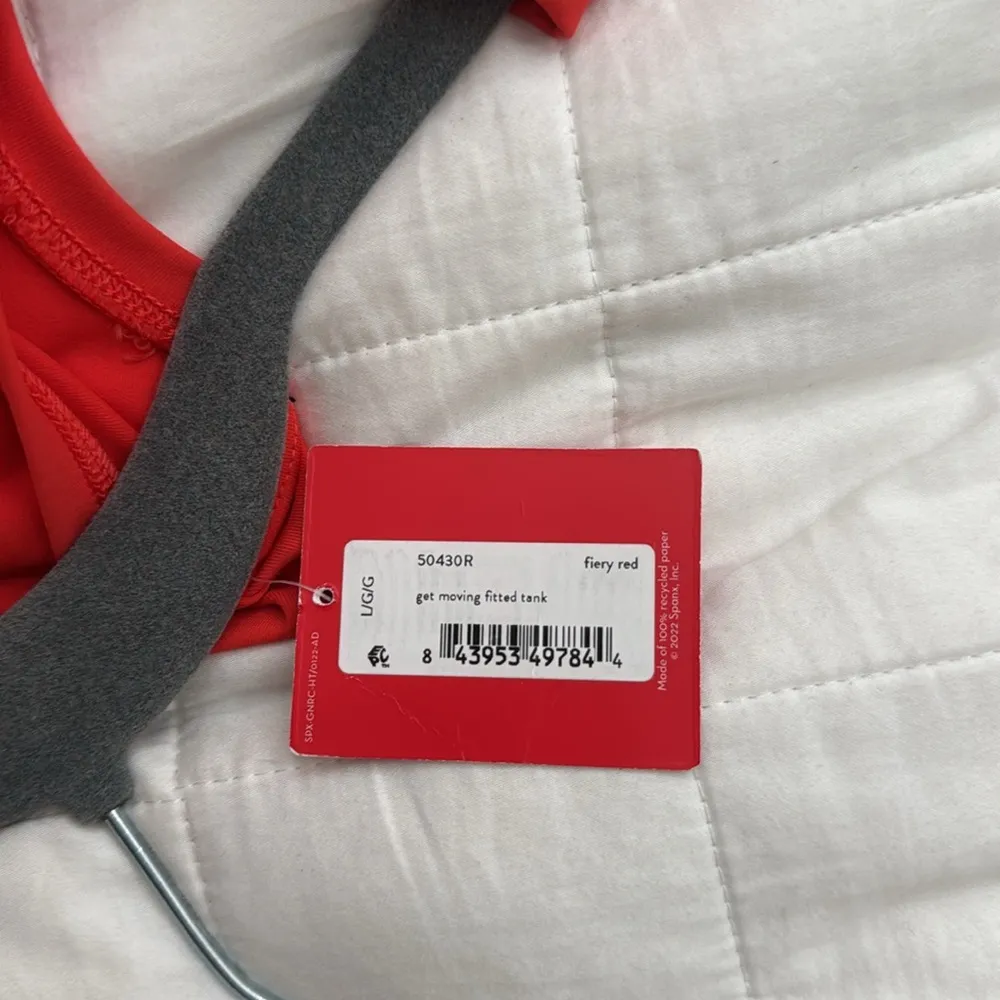 50430R fiery red
L/G/G
get moving fitted tank
8 43953 49784 4
SPX-GNRC-HT/0122-AD
Made of 100% recycled paper
© 2022 Spanx, Inc.